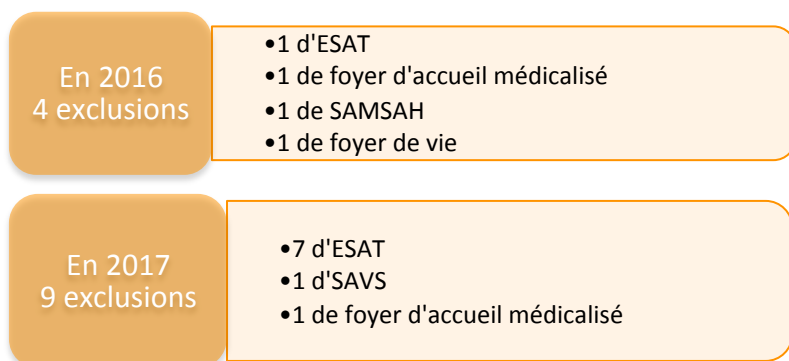 En 2016
4 exclusions
•1 d'ESAT
•1 de foyer d'accueil médicalisé
•1 de SAMSAH
•1 de foyer de vie
En 2017
9 exclusions
•7 d'ESAT
•1 d'SAVS
•1 de foyer d'accueil médicalisé